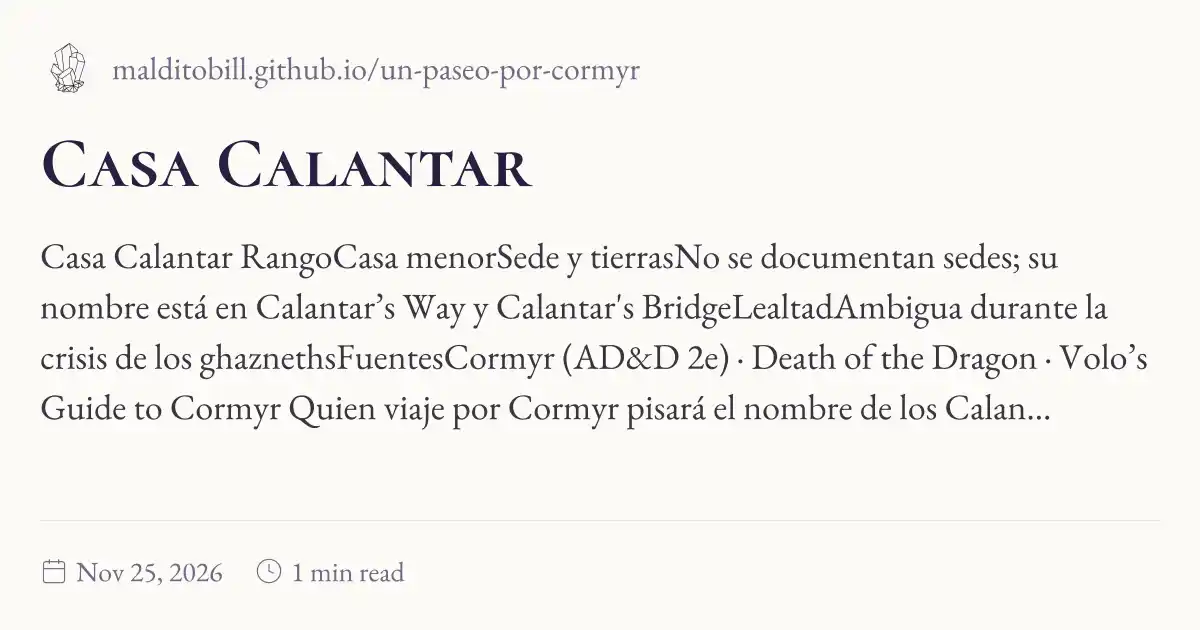 malditobill.github.io/un-paseo-por-cormyr
Casa Calantar
Casa Calantar RangoCasa menorSede y tierrasNo se documentan sedes; su
nombre está en Calantar’s Way y Calantar's BridgeLealtadAmbigua durante la
crisis de los ghaznethsFuentesCormyr (AD&D 2e) · Death of the Dragon · Volo’s
Guide to Cormyr Quien viaje por Cormyr pisará el nombre de los Calan...
Nov 25, 2026
1 min read